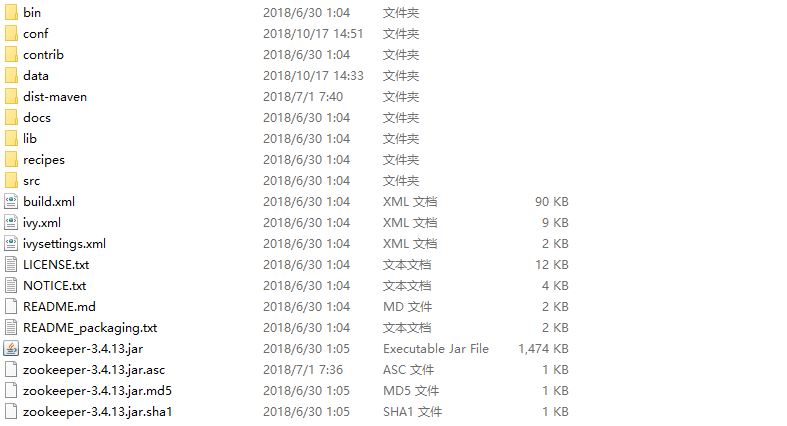 bin 2018/6/30 1:04 文件夹
conf 2018/10/17 14:51 文件夹
contrib 2018/6/30 1:04 文件夹
data 2018/10/17 14:33 文件夹
dist-maven 2018/7/1 7:40 文件夹
docs 2018/6/30 1:04 文件夹
lib 2018/6/30 1:04 文件夹
recipes 2018/6/30 1:04 文件夹
src 2018/6/30 1:04 文件夹
build.xml 2018/6/30 1:04 XML 文档 90 KB
ivy.xml 2018/6/30 1:04 XML 文档 9 KB
ivysettings.xml 2018/6/30 1:04 XML 文档 2 KB
LICENSE.txt 2018/6/30 1:04 文本文档 12 KB
NOTICE.txt 2018/6/30 1:04 文本文档 4 KB
README.md 2018/6/30 1:04 MD 文件 2 KB
README_packaging.txt 2018/6/30 1:04 文本文档 2 KB
zookeeper-3.4.13.jar 2018/6/30 1:05 Executable Jar File 1,474 KB
zookeeper-3.4.13.jar.asc 2018/7/1 7:36 ASC 文件 1 KB
zookeeper-3.4.13.jar.md5 2018/6/30 1:05 MD5 文件 1 KB
zookeeper-3.4.13.jar.sha1 2018/6/30 1:05 SHA1 文件 1 KB